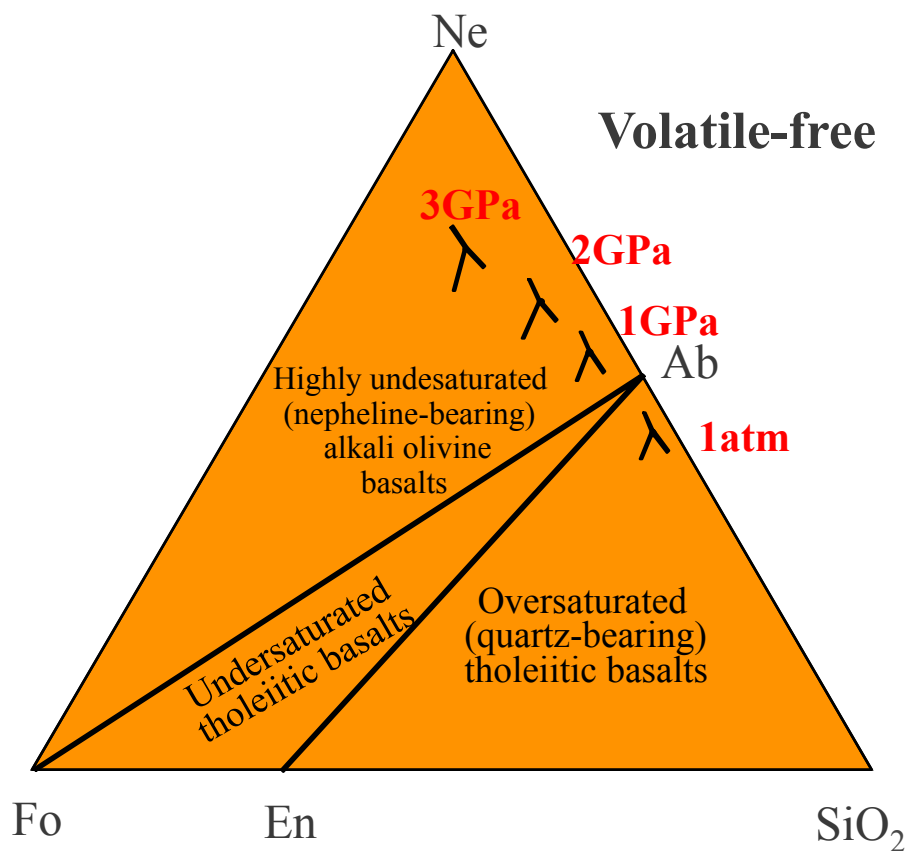 Ne
Volatile-free
3GPa
2GPa
1GPa
Ab
Highly undesaturated
(nepheline-bearing)
alkali olivine
basalts
1atm
Undersaturated
tholeiitic basalts
Oversaturated
(quartz-bearing)
tholeiitic basalts
Fo
En
SiO₂